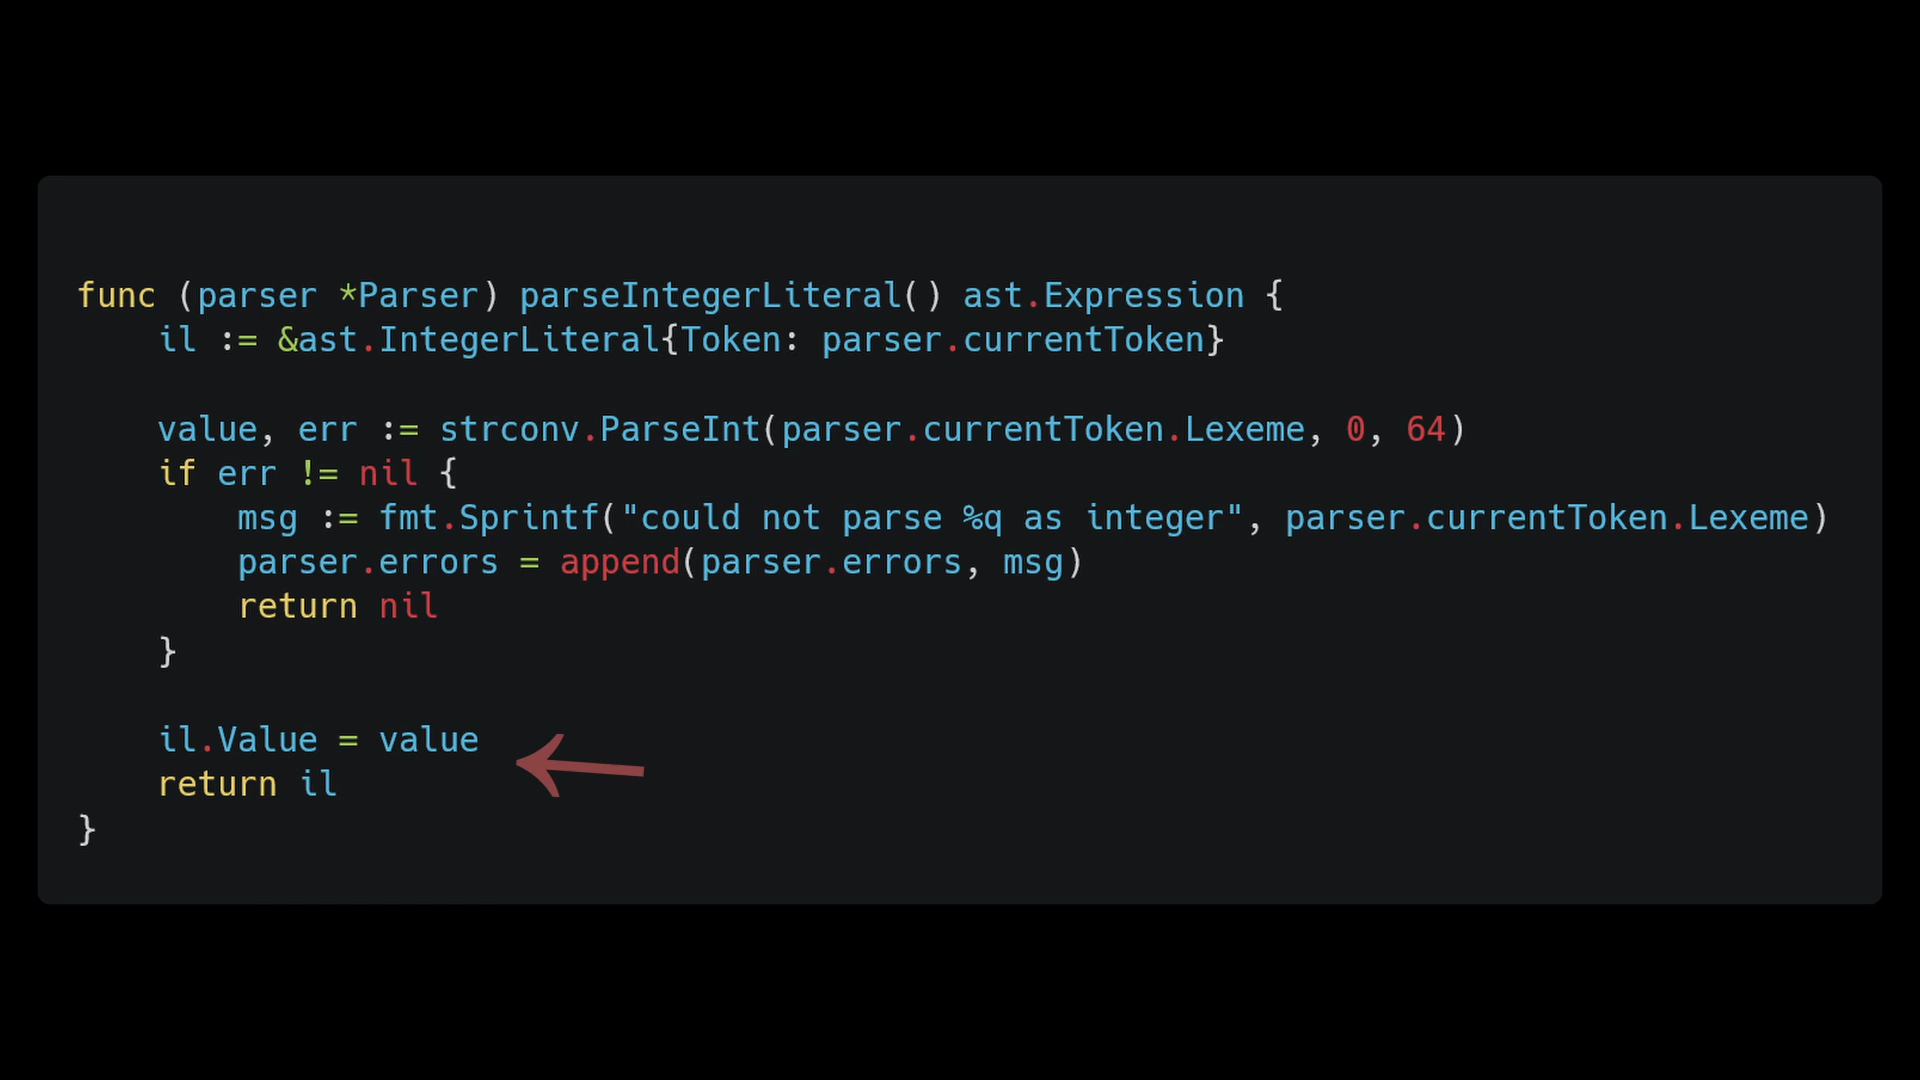 func (parser *Parser) parseIntegerLiteral() ast.Expression {
    il := &ast.IntegerLiteral{Token: parser.currentToken}

    value, err := strconv.ParseInt(parser.currentToken.Lexeme, 0, 64)
    if err != nil {
        msg := fmt.Sprintf("could not parse %q as integer", parser.currentToken.Lexeme)
        parser.errors = append(parser.errors, msg)
        return nil
    }

    il.Value = value
    return il
}